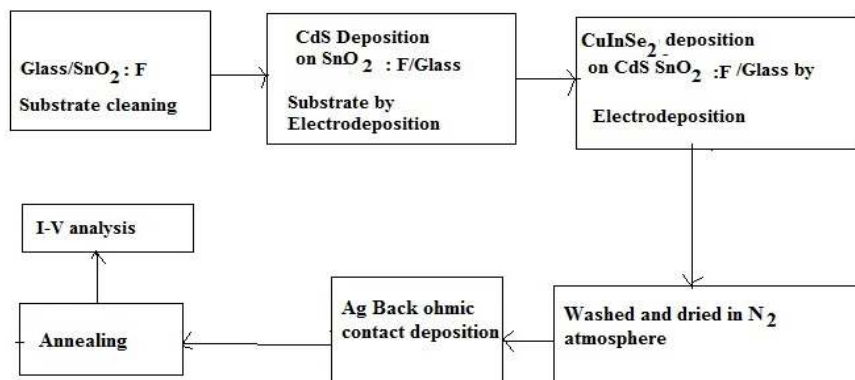 Glass/SnO₂ : F
Substrate cleaning
CdS Deposition
on SnO₂ : F/Glass
Substrate by
Electrodeposition
CuInSe₂ deposition
on CdS SnO₂ :F /Glass by
Electrodeposition
Washed and dried in N₂
atmosphere
Ag Back ohmic
contact deposition
Annealing
I-V analysis